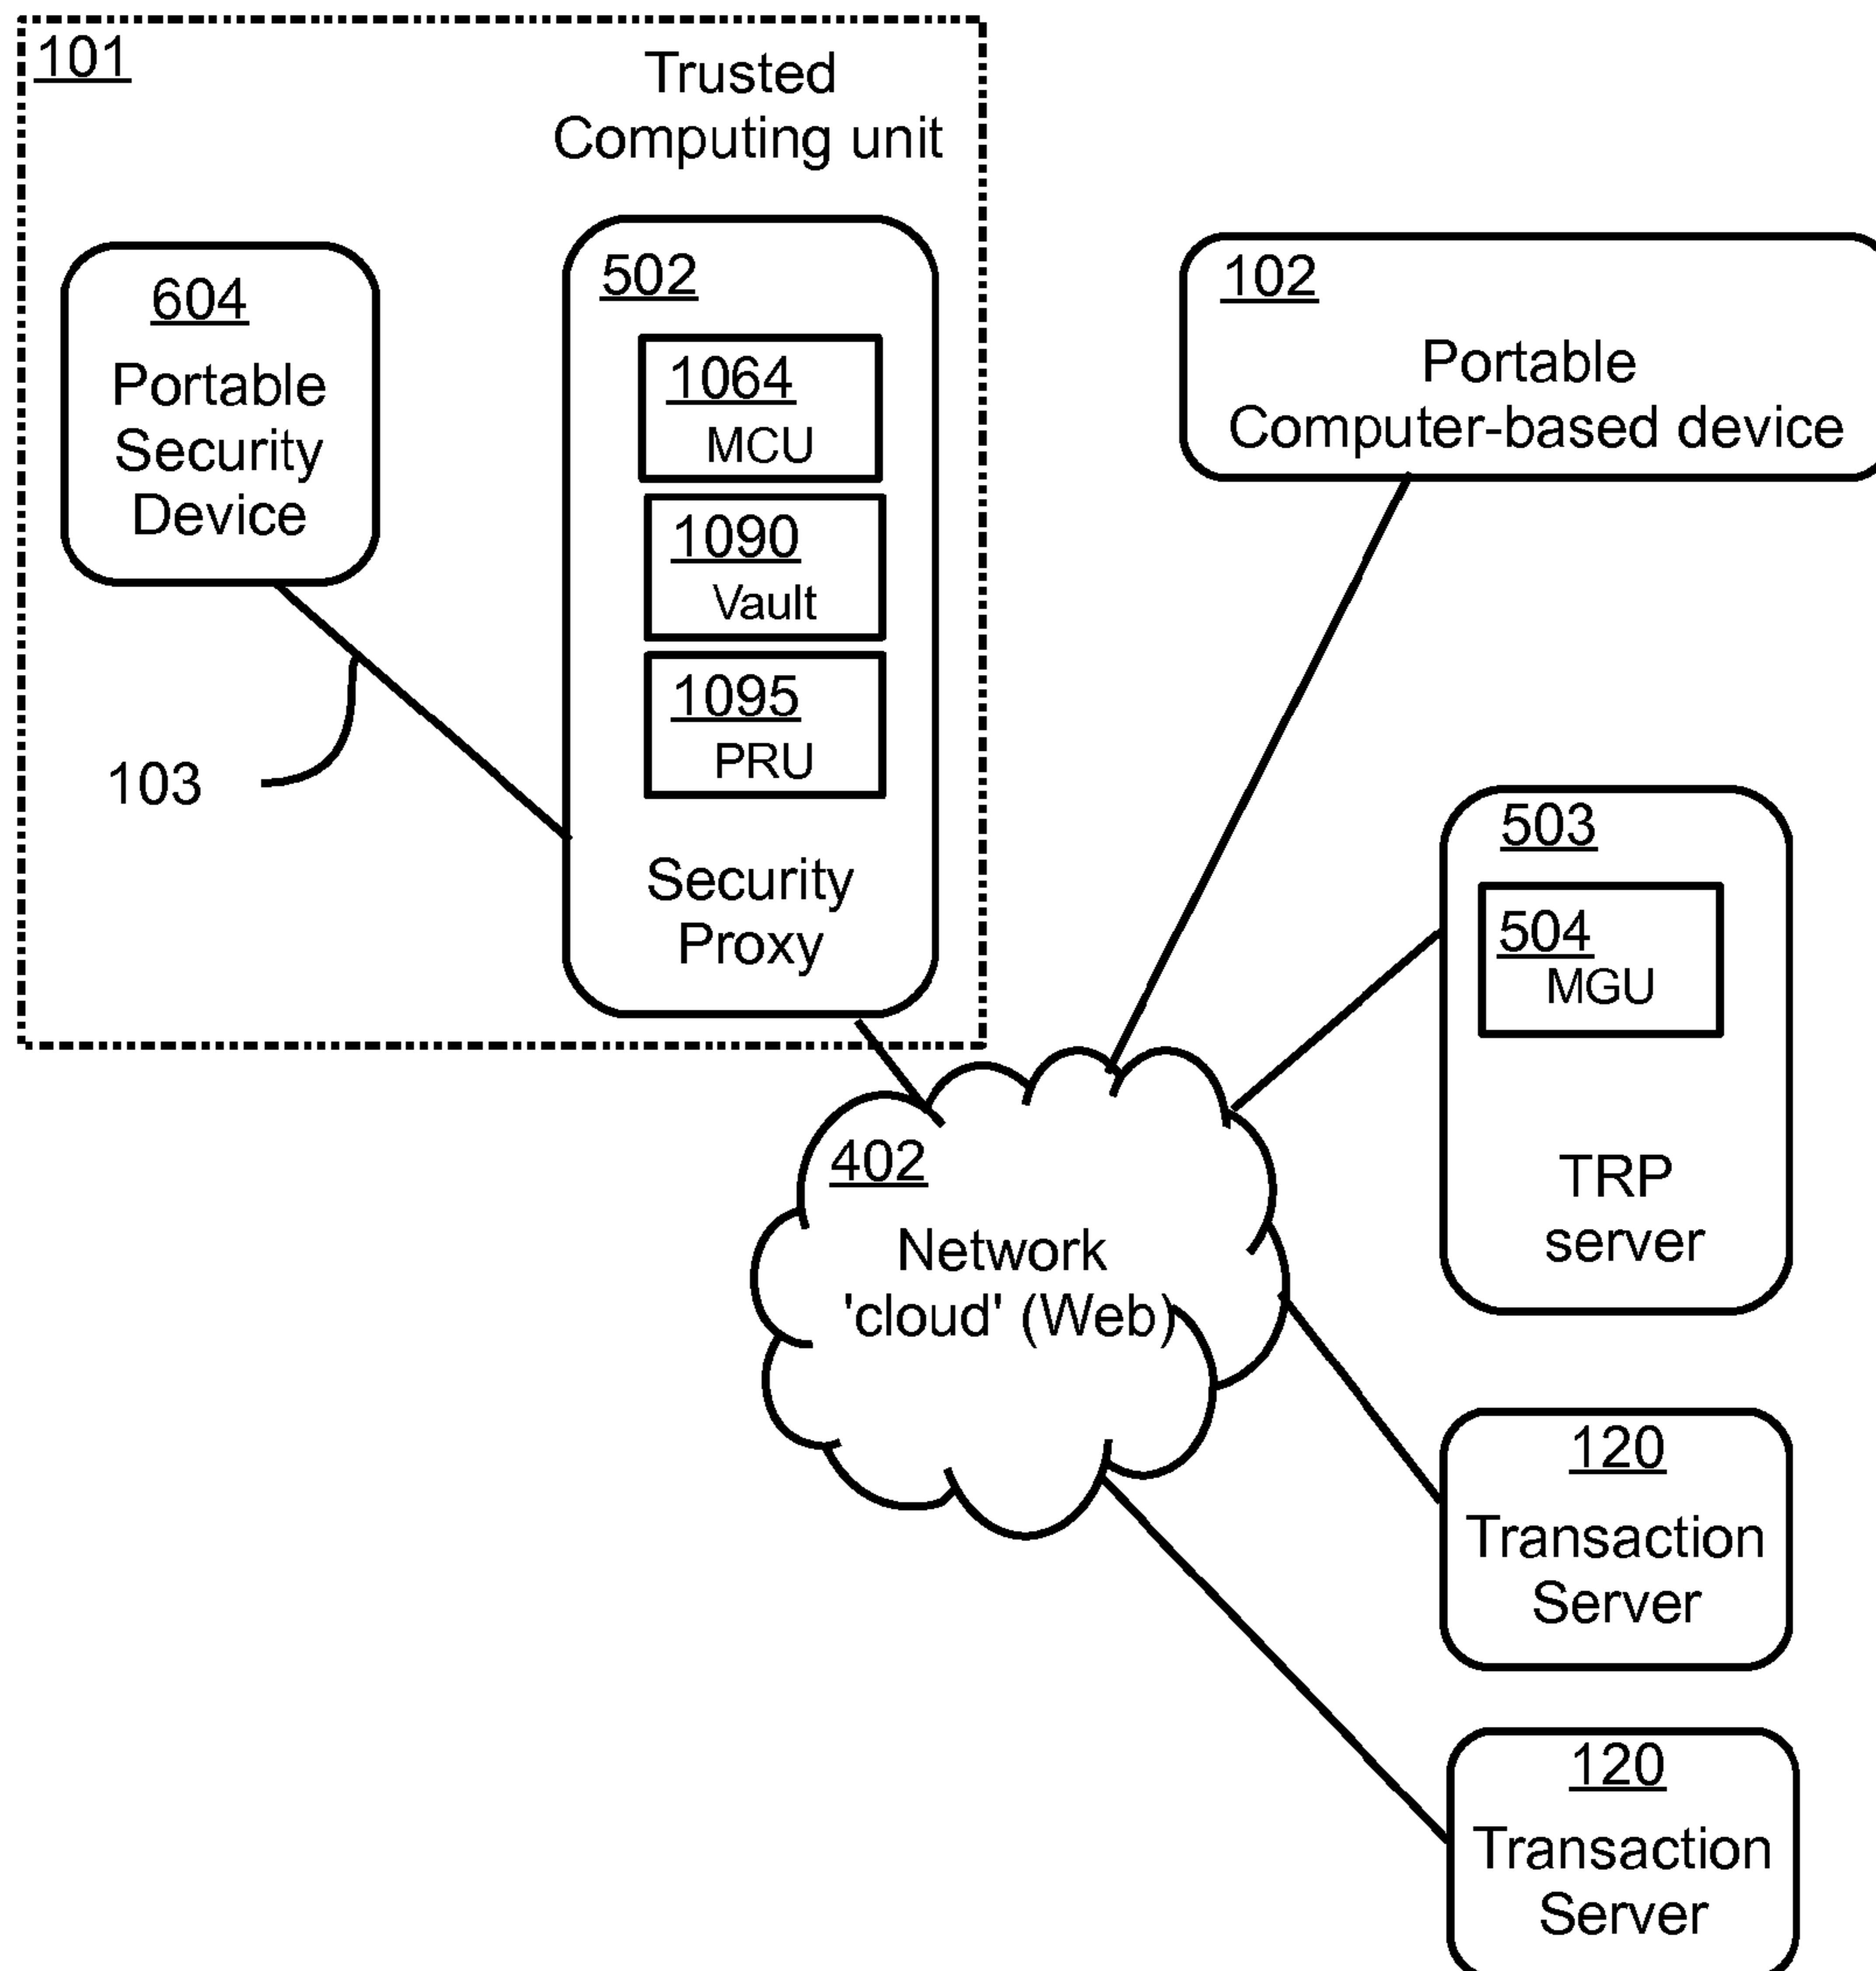 101
Trusted
Computing unit
604
Portable
Security
Device
502
1064
MCU
1090
Vault
1095
PRU
Security
Proxy
103
102
Portable
Computer-based device
503
504
MGU
TRP
server
402
Network
'cloud' (Web)
120
Transaction
Server
120
Transaction
Server